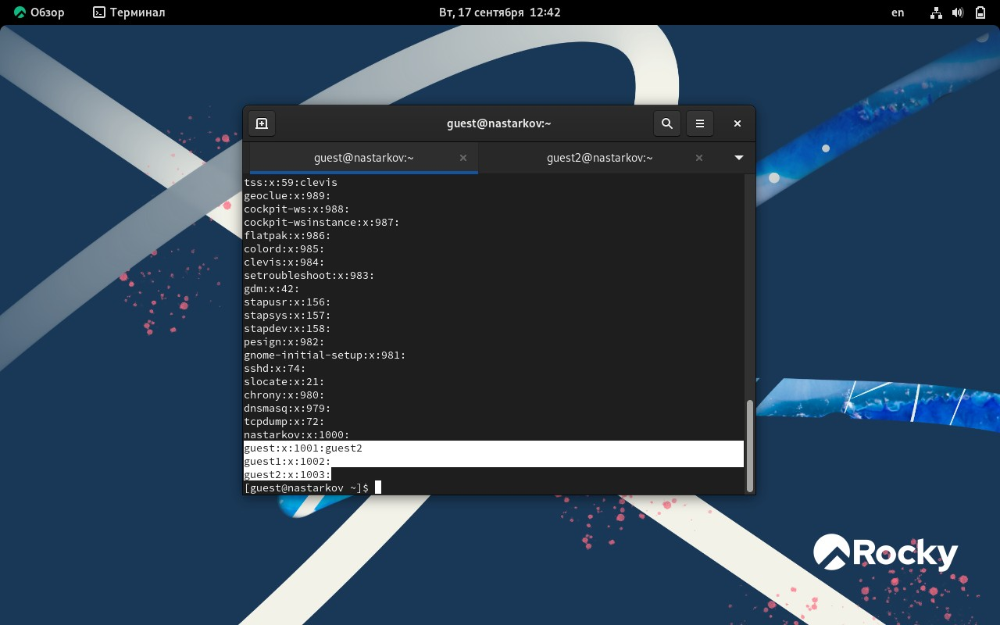 Обзор Терминал Вт, 17 сентября 12:42 en
guest@nastarkov:~
guest@nastarkov:~ guest2@nastarkov:~
tss:x:59:clevis
geoclue:x:989:
cockpit-ws:x:988:
cockpit-wsinstance:x:987:
flatpak:x:986:
colord:x:985:
clevis:x:984:
setroubleshoot:x:983:
gdm:x:42:
stapusr:x:156:
stapsys:x:157:
stapdev:x:158:
pesign:x:982:
gnome-initial-setup:x:981:
sshd:x:74:
slocate:x:21:
chrony:x:980:
dnsmasq:x:979:
tcpdump:x:72:
nastarkov:x:1000:
guest:x:1001:guest2
guest1:x:1002:
guest2:x:1003:
[guest@nastarkov ~]$
Rocky